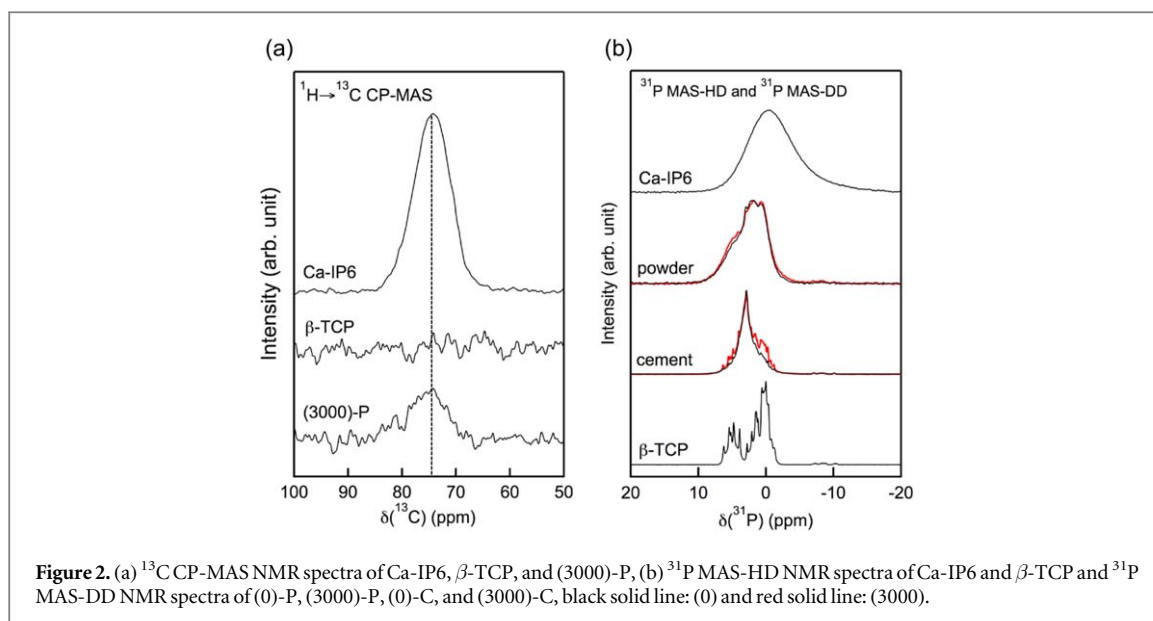 (a)
¹H→¹³C CP-MAS
Ca-IP6
β-TCP
(3000)-P
Intensity (arb. unit)
100 90 80 70 60 50
δ(¹³C) (ppm)
(b)
³¹P MAS-HD and ³¹P MAS-DD
Ca-IP6
powder
cement
β-TCP
Intensity (arb. unit)
20 10 0 -10 -20
δ(³¹P) (ppm)
Figure 2. (a) ¹³C CP-MAS NMR spectra of Ca-IP6, β-TCP, and (3000)-P, (b) ³¹P MAS-HD NMR spectra of Ca-IP6 and β-TCP and ³¹P
MAS-DD NMR spectra of (0)-P, (3000)-P, (0)-C, and (3000)-C, black solid line: (0) and red solid line: (3000).